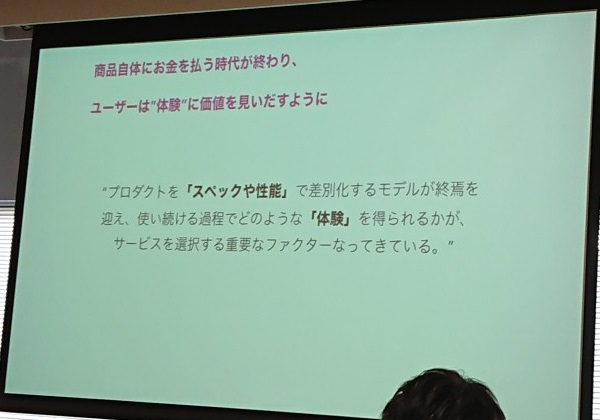 商品自体にお金を払う時代が終わり、
ユーザーは"体験"に価値を見いだすように
"プロダクトを「スペックや性能」で差別化するモデルが終焉を
迎え、使い続ける過程でどのような「体験」を得られるかが、
サービスを選択する重要なファクターなってきている。"